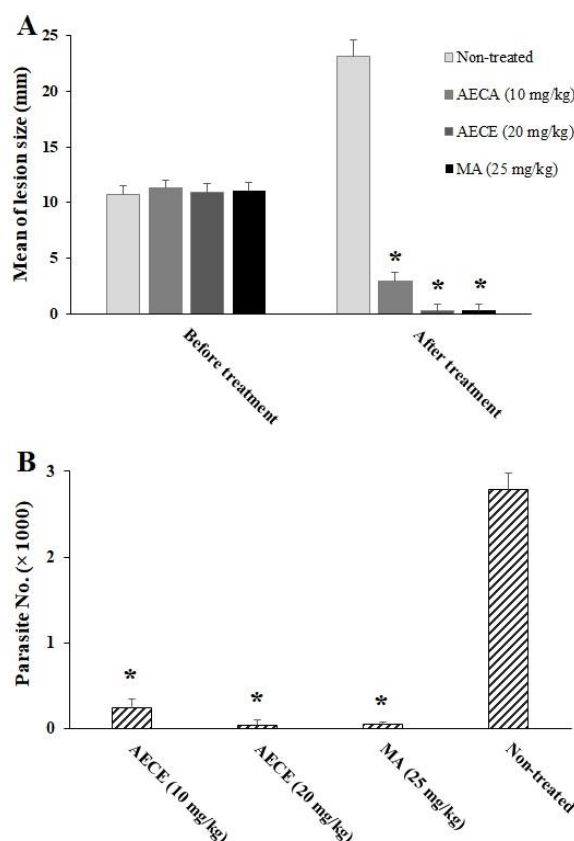 A
Mean of lesion size (mm)
25
20
15
10
5
0
Non-treated
AECA (10 mg/kg)
AECE (20 mg/kg)
MA (25 mg/kg)
*
*
*
Before treatment
After treatment
B
Parasite No. (× 1000)
3
2
1
0
*
*
*
AECE (10 mg/kg)
AECE (20 mg/kg)
MA (25 mg/kg)
Non-treated